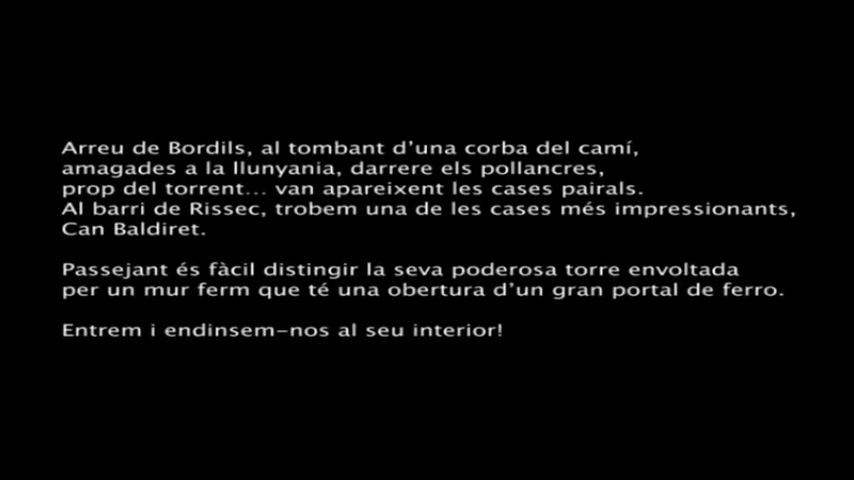 Arreu de Bordils, al tombant d'una corba del camí,
amagades a la llunyania, darrere els pollancres,
prop del torrent... van apareixent les cases pairals.
Al barri de Rissec, trobem una de les cases més impressionants,
Can Baldiret.
Passejant és fàcil distingir la seva poderosa torre envoltada
per un mur ferm que té una obertura d'un gran portal de ferro.
Entrem i endinsem-nos al seu interior!